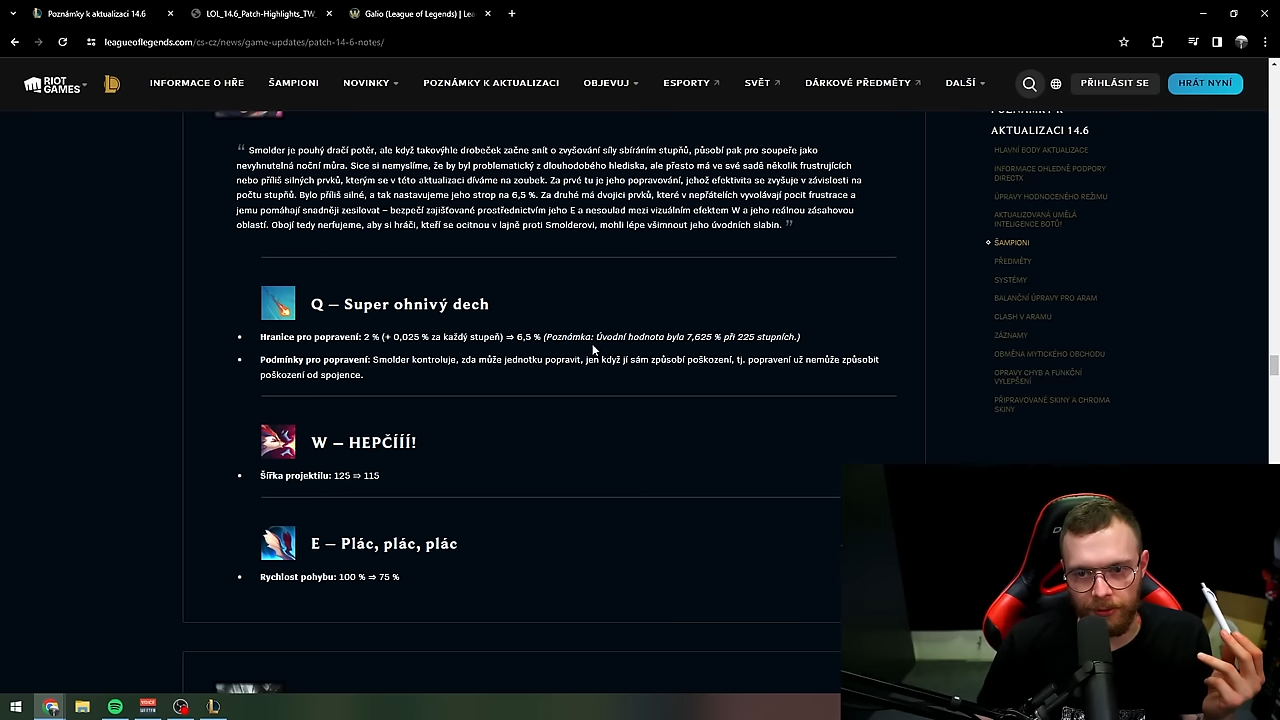 Poznámky k aktualizaci 14.6
LOL_14.6_Patch-Highlights_TW_
Galio (League of Legends) | Lea
leagueoflegends.com/cs-cz/news/game-updates/patch-14-6-notes/
RIOT GAMES
INFORMACE O HŘE
ŠAMPIONI
NOVINKY
POZNÁMKY K AKTUALIZACI
OBJEVUJ
ESPORTY
SVĚT
DÁRKOVÉ PŘEDMĚTY
DALŠÍ
PŘIHLÁSIT SE
HRÁT NYNÍ
“ Smolder je pouhý dračí potěr, ale když takovýhle drobeček začne snít o zvyšování síly sbíráním stupňů, působí pak pro soupeře jako
nevyhnutelná noční můra. Sice si nemyslíme, že by byl problematický z dlouhodobého hlediska, ale přesto má ve své sadě několik frustrujících
nebo příliš silných prvků, kterým se v této aktualizaci díváme na zoubek. Za prvé tu je jeho popravování, jehož efektivita se zvyšuje v závislosti na
počtu stupňů. Bylo příliš silné, a tak nastavujeme jeho strop na 6,5 %. Za druhé má dvojici prvků, které v nepřátelích vyvolávají pocit frustrace a
jemu pomáhají snadněji zesilovat – bezpečí zajišťované prostřednictvím jeho E a nesoulad mezi vizuálním efektem W a jeho reálnou zásahovou
oblastí. Obojí tedy nerfujeme, aby si hráči, kteří se ocitnou v lajně proti Smolderovi, mohli lépe všimnout jeho úvodních slabin. ”
Q – Super ohnivý dech
• Hranice pro popravení: 2 % (+ 0,025 % za každý stupeň) ⇒ 6,5 % (Poznámka: Úvodní hodnota byla 7,625 % při 225 stupních.)
• Podmínky pro popravení: Smolder kontroluje, zda může jednotku popravit, jen když jí sám způsobí poškození, tj. popravení už nemůže způsobit
poškození od spojence.
W – HEPČÍÍÍ!
• Šířka projektilu: 125 ⇒ 115
E – Plác, plác, plác
• Rychlost pohybu: 100 % ⇒ 75 %
POZNÁMKY K
AKTUALIZACI 14.6
HLAVNÍ BODY AKTUALIZACE
INFORMACE OHLEDNĚ PODPORY
DIRECTX
ÚPRAVY HODNOCENÉHO REŽIMU
AKTUALIZOVANÁ UMĚLÁ
INTELIGENCE BOTŮ!
ŠAMPIONI
PŘEDMĚTY
SYSTÉMY
BALANČNÍ ÚPRAVY PRO ARAM
CLASH V ARAMU
ZÁZNAMY
OBMĚNA MYTICKÉHO OBCHODU
OPRAVY CHYB A FUNKČNÍ
VYLEPŠENÍ
PŘIPRAVOVANÉ SKINY A CHROMA
SKINY